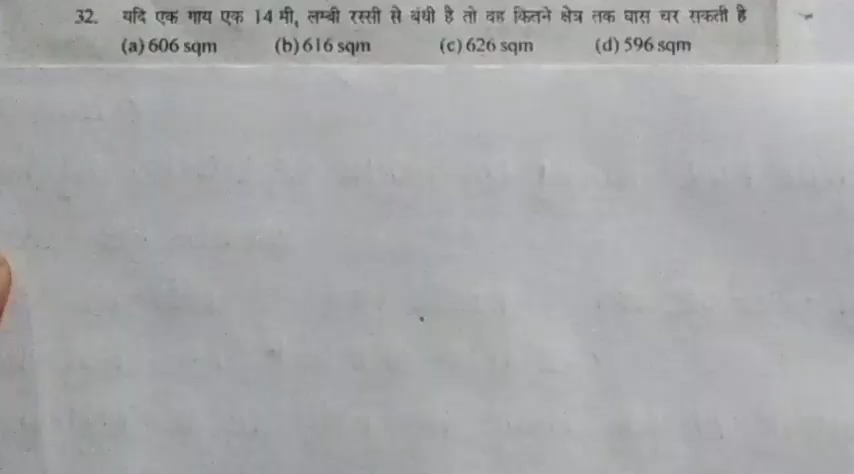 32. यदि एक गाय एक 14 मी, लम्बी रस्सी से बंधी है तो वह कितने क्षेत्र तक घास चर सकती है
(a) 606 sqm (b) 616 sqm (c) 626 sqm (d) 596 sqm